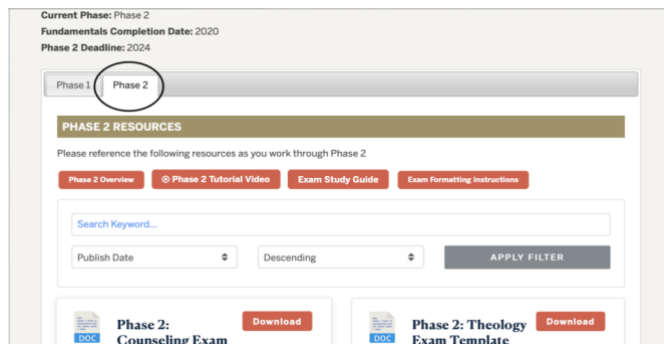 Current Phase: Phase 2
Fundamentals Completion Date: 2020
Phase 2 Deadline: 2024
Phase 1 Phase 2
PHASE 2 RESOURCES
Please reference the following resources as you work through Phase 2
Phase 2 Overview Phase 2 Tutorial Video Exam Study Guide Exam Formatting Instructions
Search Keyword...
Publish Date Descending APPLY FILTER
Phase 2: Download Phase 2: Theology Download
DOC Counseling Exam DOC Exam Template